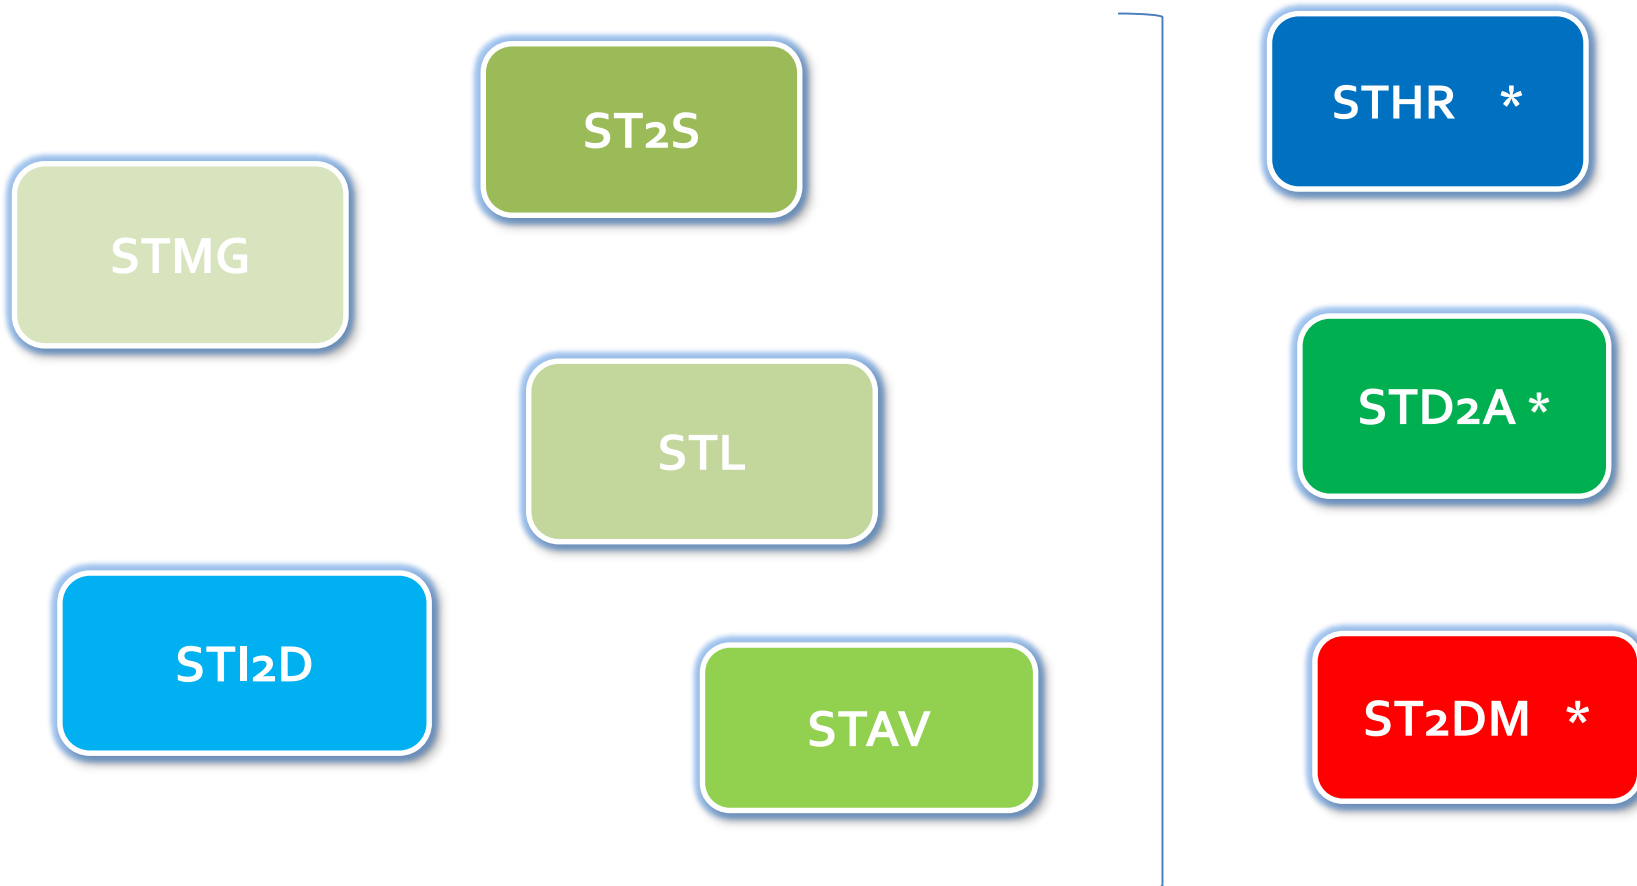 ST2S
STMG
STL
STI2D
STAV
STHR *
STD2A *
ST2DM *